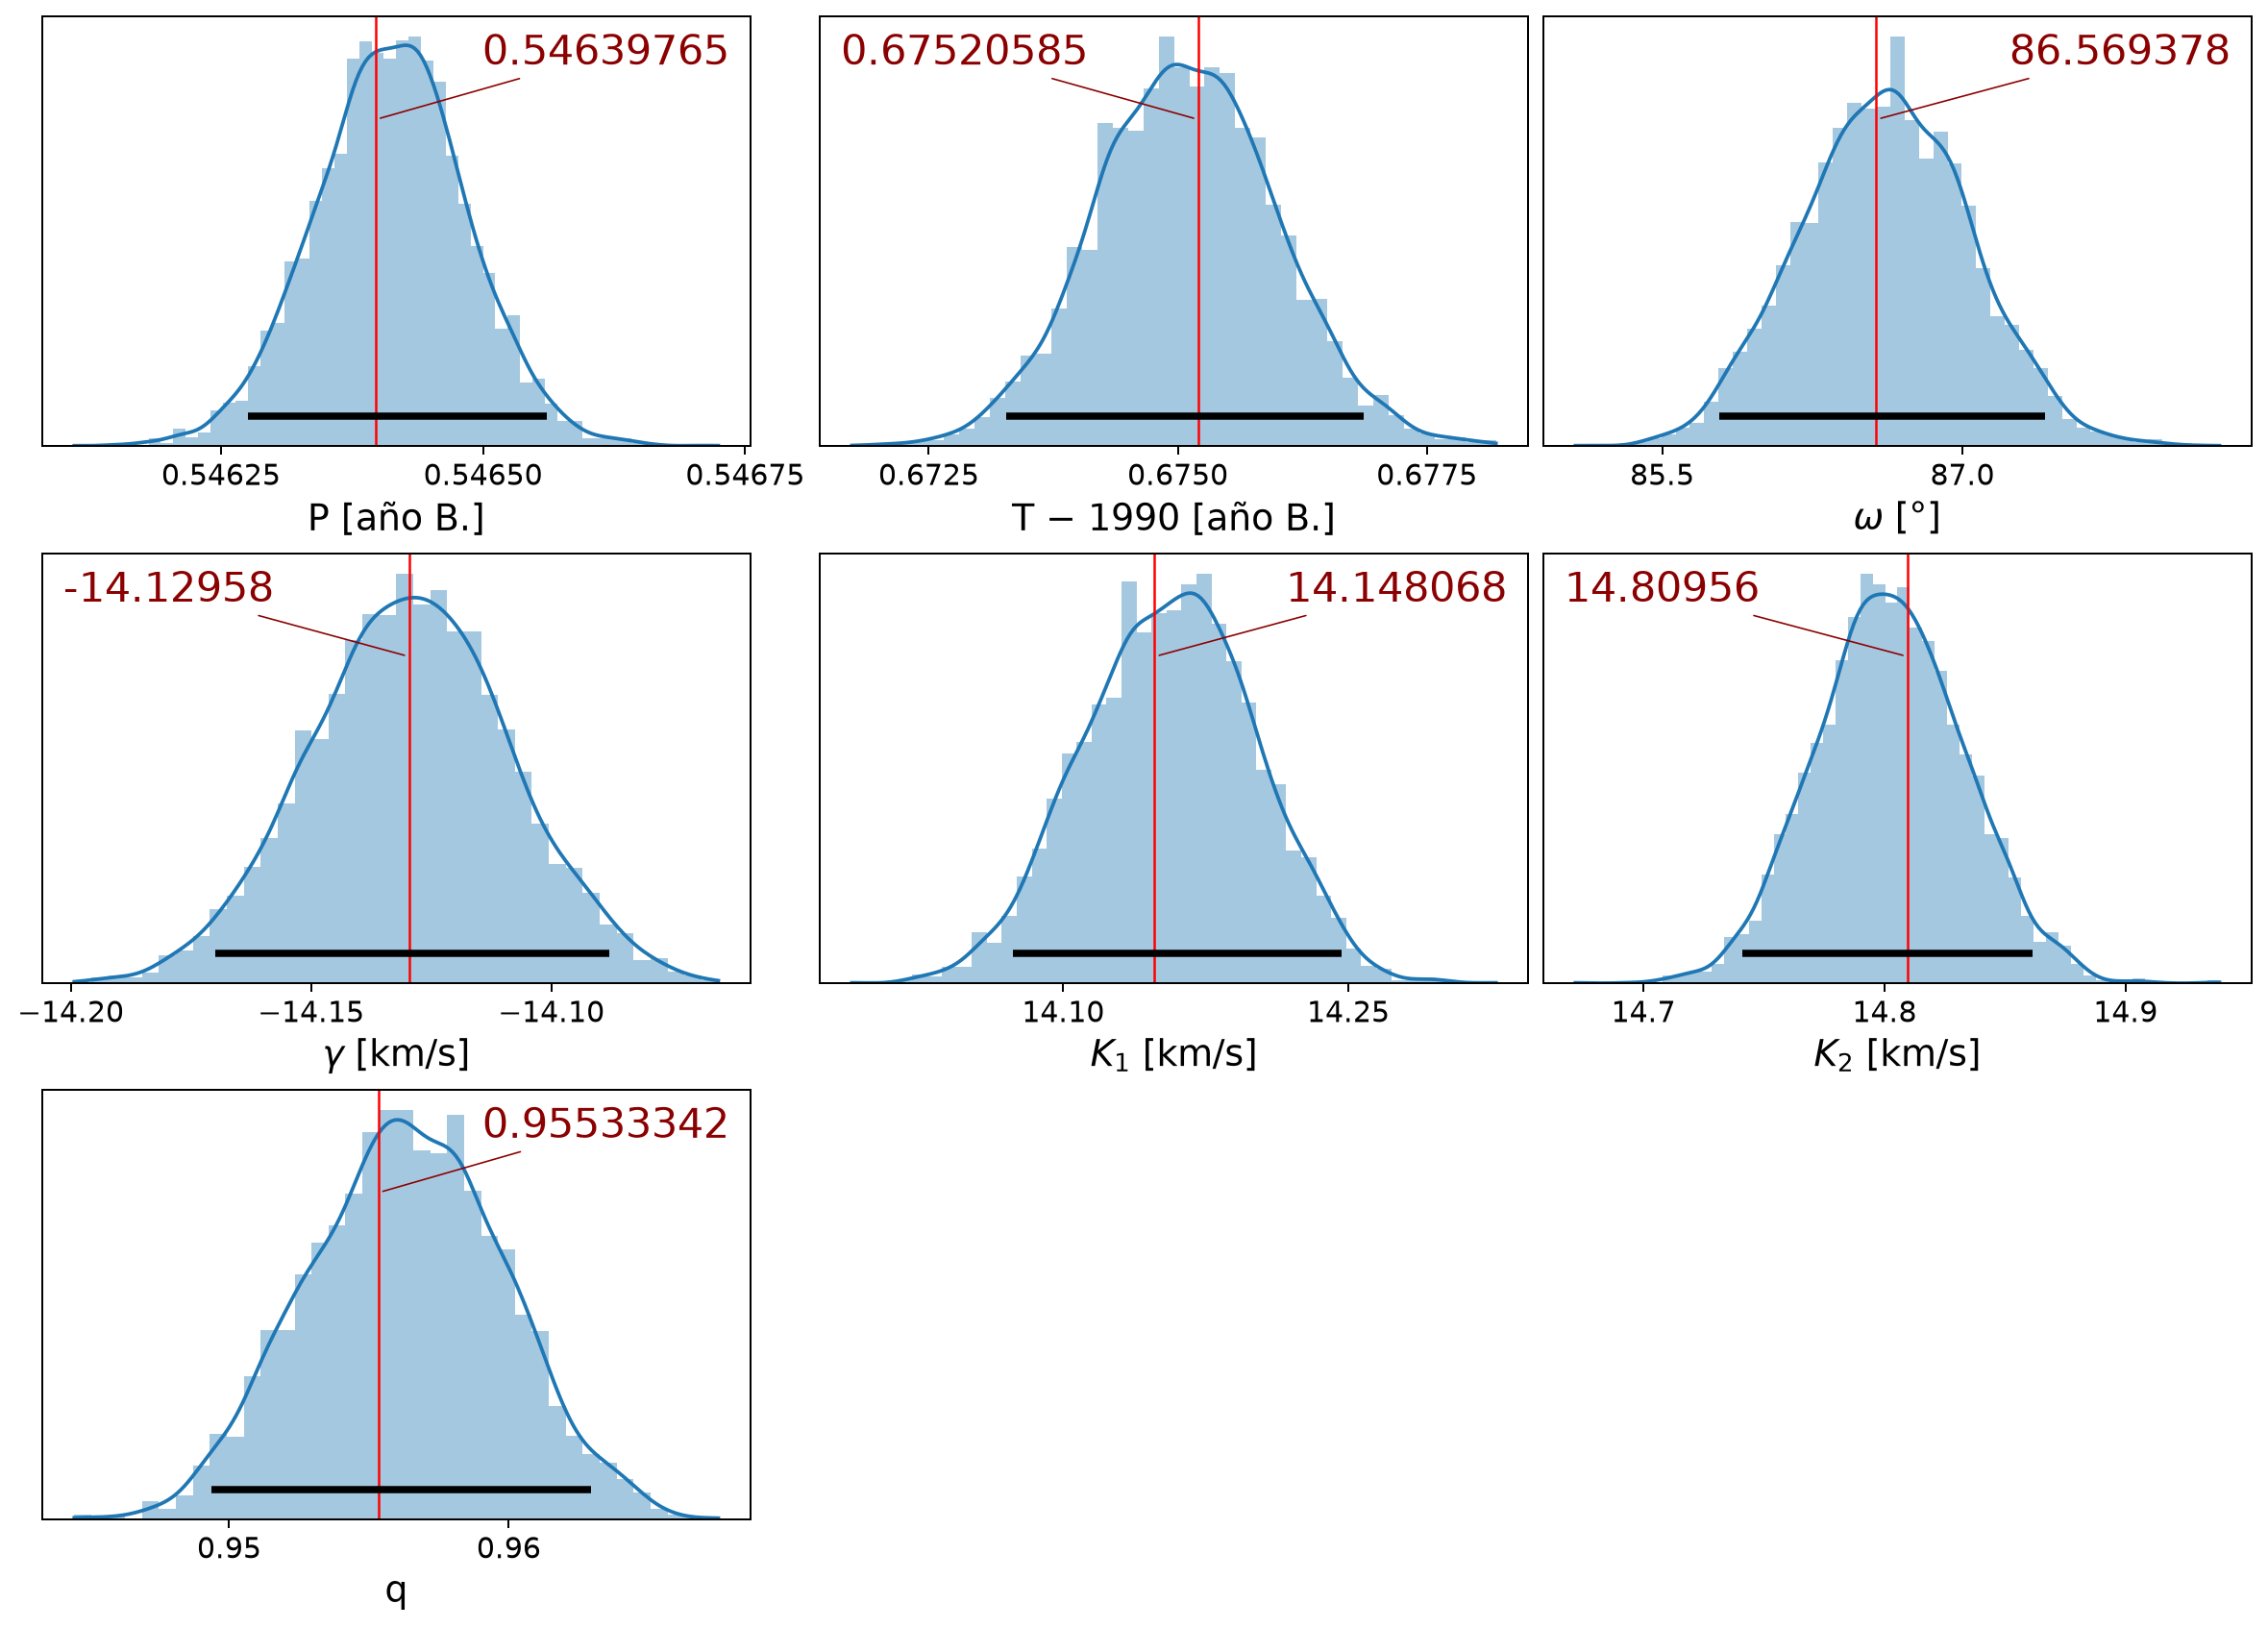 0.54639765
0.67520585
86.569378
0.54625 0.54650 0.54675
0.6725 0.6750 0.6775
85.5 87.0
P [año B.]
T − 1990 [año B.]
ω [°]
-14.12958
14.148068
14.80956
−14.20 −14.15 −14.10
14.10 14.25
14.7 14.8 14.9
γ [km/s]
K₁ [km/s]
K₂ [km/s]
0.95533342
0.95 0.96
q